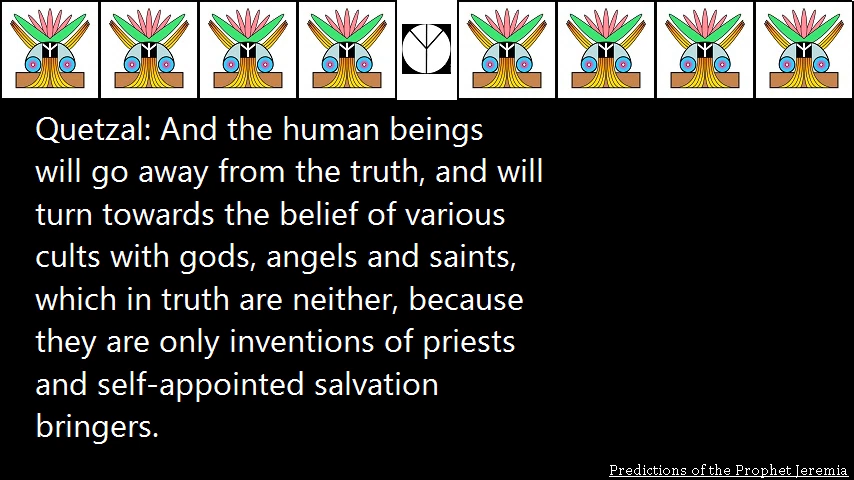 Quetzal: And the human beings
will go away from the truth, and will
turn towards the belief of various
cults with gods, angels and saints,
which in truth are neither, because
they are only inventions of priests
and self-appointed salvation
bringers.
Predictions of the Prophet Jeremia